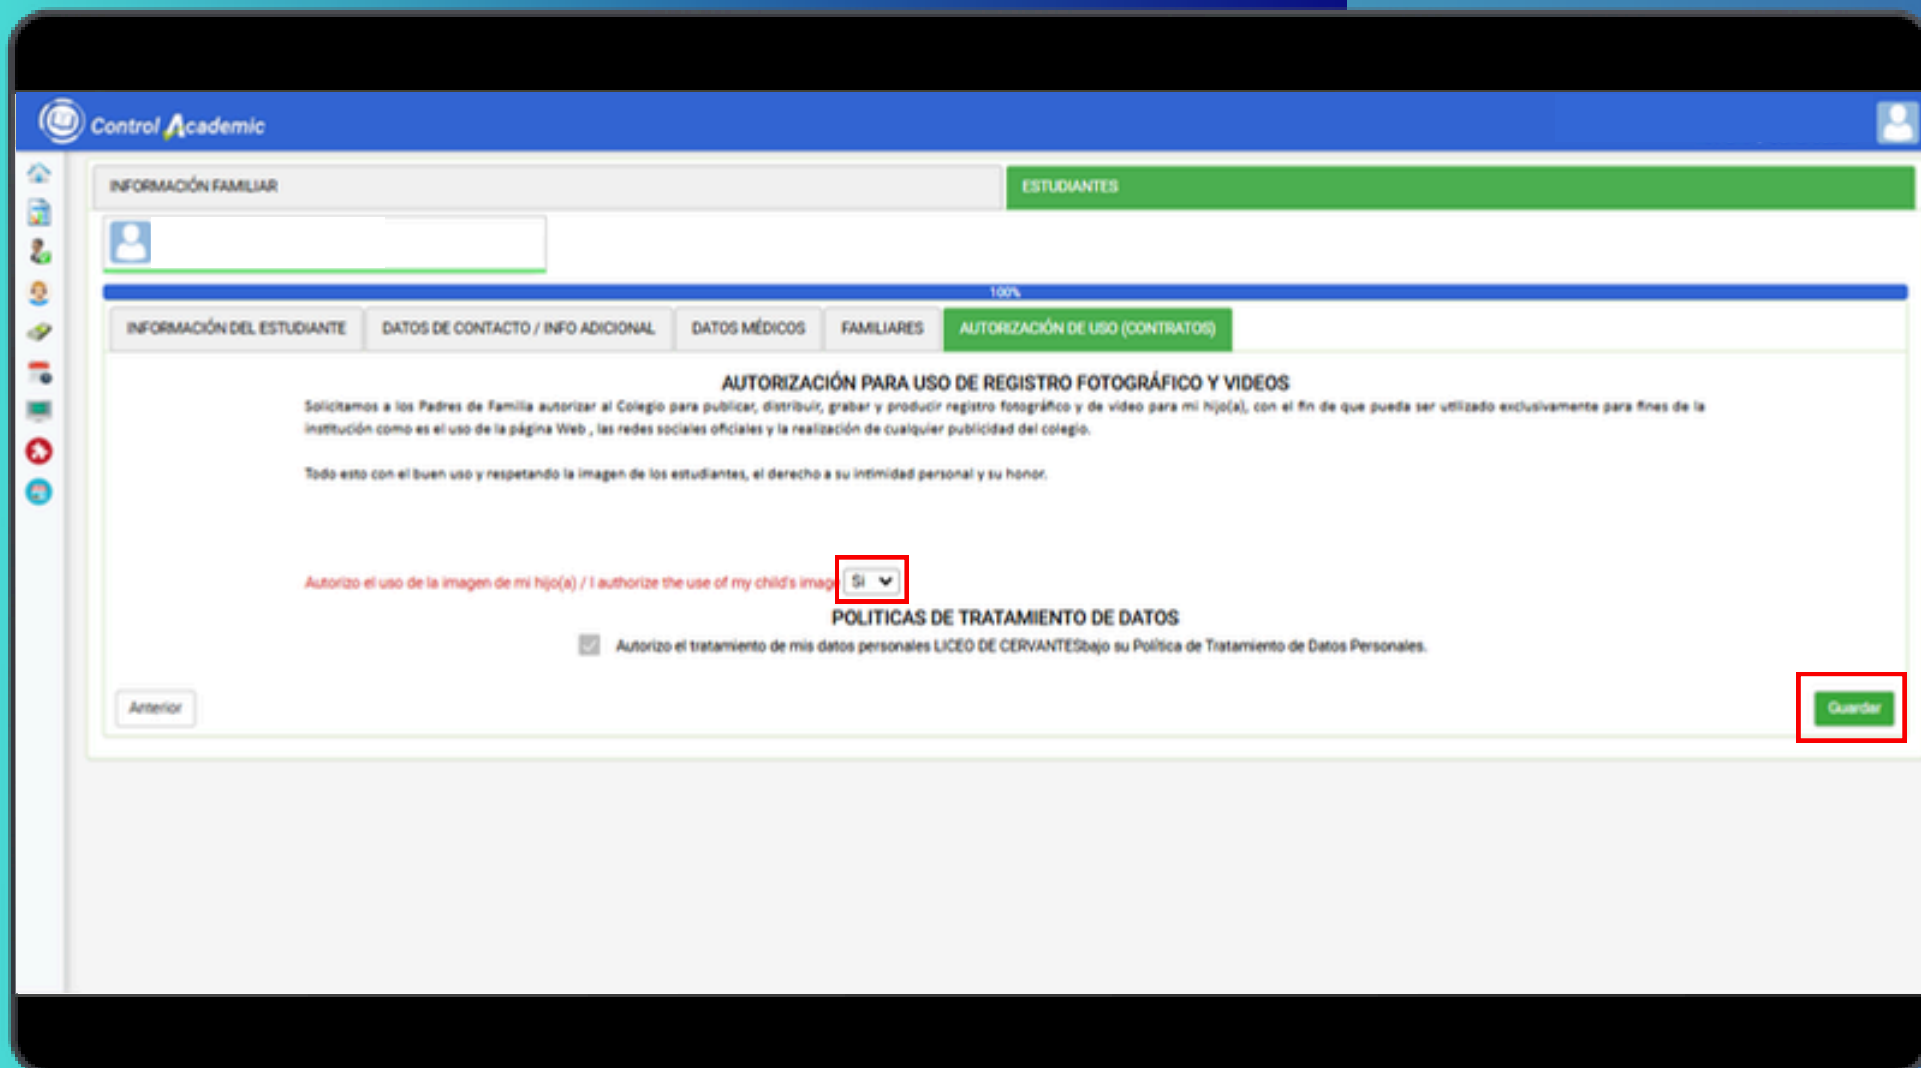 Control Academic
INFORMACIÓN FAMILIAR
ESTUDIANTES
100%
INFORMACIÓN DEL ESTUDIANTE
DATOS DE CONTACTO / INFO ADICIONAL
DATOS MÉDICOS
FAMILIARES
AUTORIZACIÓN DE USO (CONTRATOS)
AUTORIZACIÓN PARA USO DE REGISTRO FOTOGRÁFICO Y VIDEOS
Solicitamos a los Padres de Familia autorizar al Colegio para publicar, distribuir, grabar y producir registro fotográfico y de video para mi hijo(a), con el fin de que pueda ser utilizado exclusivamente para fines de la
institución como es el uso de la página Web , las redes sociales oficiales y la realización de cualquier publicidad del colegio.
Todo esto con el buen uso y respetando la imagen de los estudiantes, el derecho a su intimidad personal y su honor.
Autorizo el uso de la imagen de mi hijo(a) / I authorize the use of my child's imag Si
POLITICAS DE TRATAMIENTO DE DATOS
Autorizo el tratamiento de mis datos personales LICEO DE CERVANTESbajo su Política de Tratamiento de Datos Personales.
Anterior
Guardar